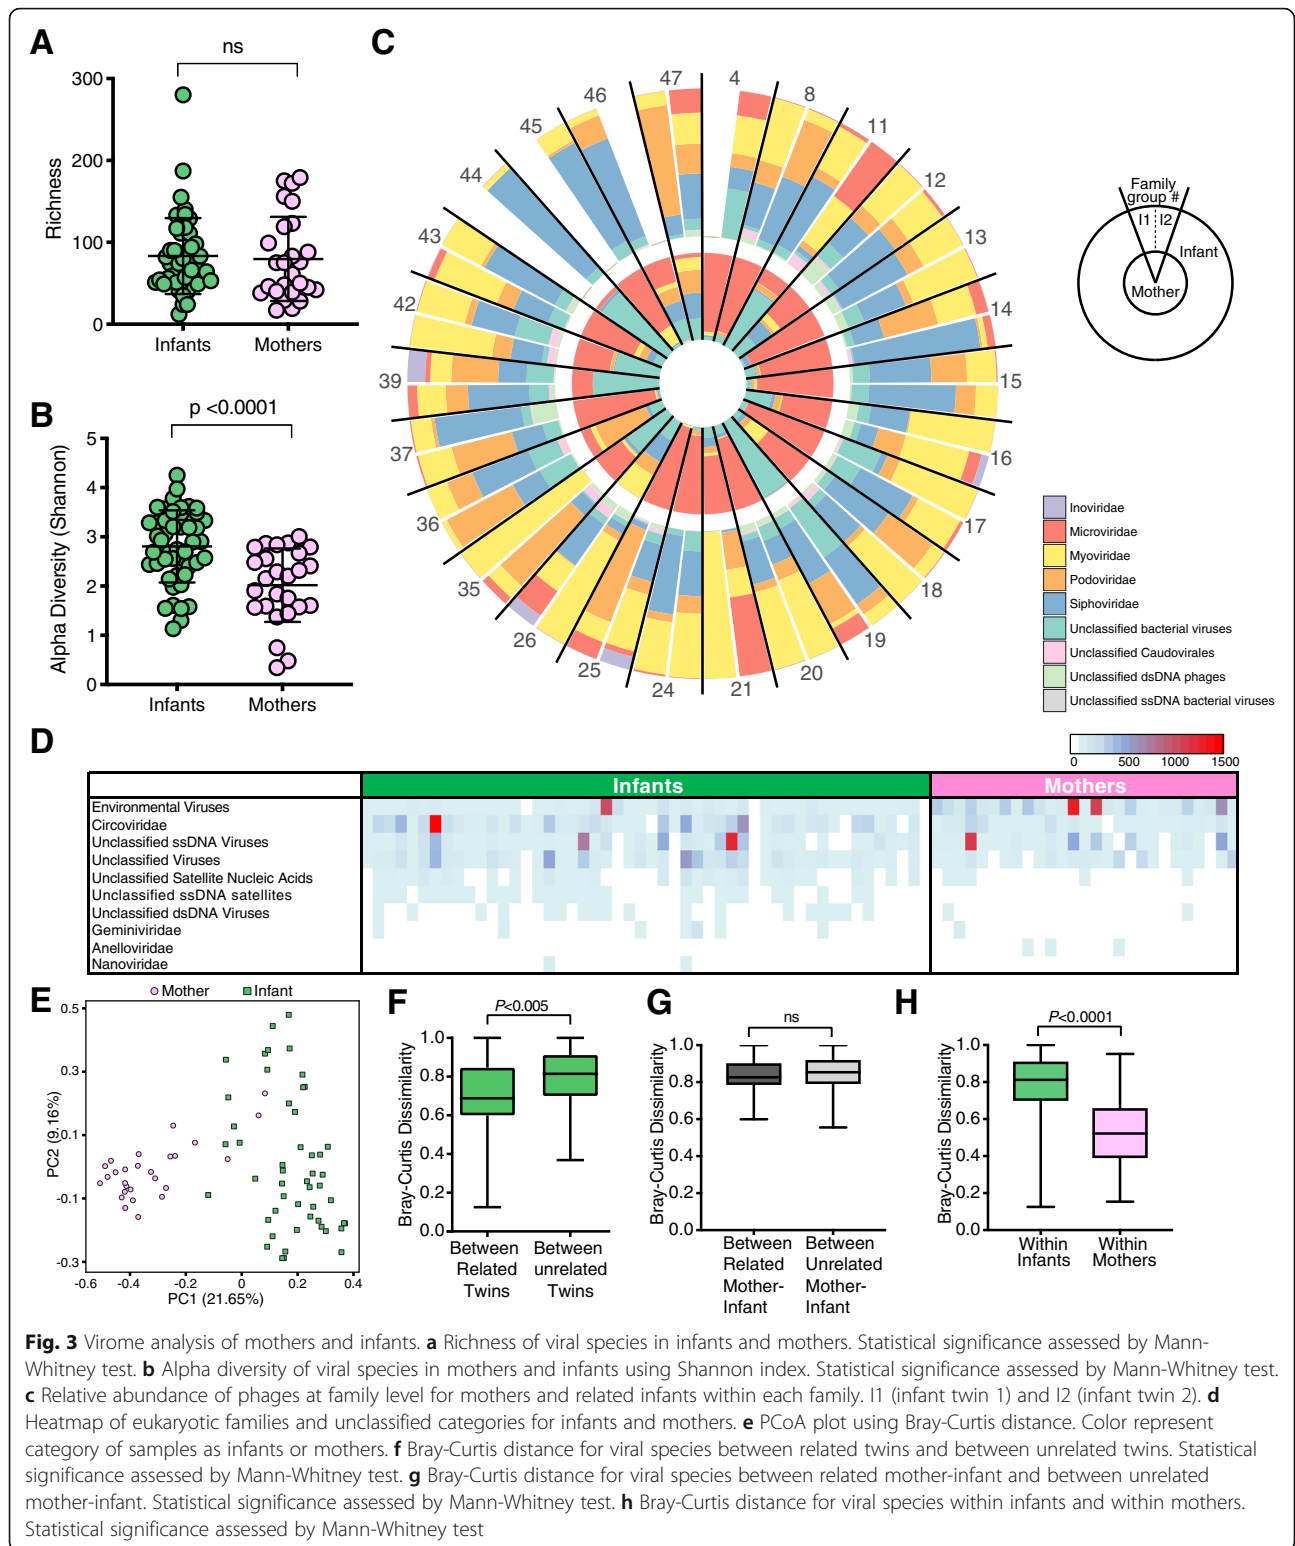 A
ns
300
200
100
0
Richness
Infants
Mothers
B
p <0.0001
5
4
3
2
1
0
Alpha Diversity (Shannon)
Infants
Mothers
C
4
8
11
12
13
14
15
16
17
18
19
20
21
24
25
26
35
36
37
39
42
43
44
45
46
47
Family
group #
I1
I2
Infant
Mother
Inoviridae
Microviridae
Myoviridae
Podoviridae
Siphoviridae
Unclassified bacterial viruses
Unclassified Caudovirales
Unclassified dsDNA phages
Unclassified ssDNA bacterial viruses
D
0 500 1000 1500
Infants
Mothers
Environmental Viruses
Circoviridae
Unclassified ssDNA Viruses
Unclassified Viruses
Unclassified Satellite Nucleic Acids
Unclassified ssDNA satellites
Unclassified dsDNA Viruses
Geminiviridae
Anelloviridae
Nanoviridae
E
Mother
Infant
0.5
0.3
0.1
-0.1
-0.3
PC2 (9.16%)
-0.6 -0.4 -0.2 0 0.2 0.4
PC1 (21.65%)
F
P<0.005
1.0
0.8
0.6
0.4
0.2
0.0
Bray-Curtis Dissimilarity
Between
Related
Twins
Between
unrelated
Twins
G
ns
1.0
0.8
0.6
0.4
0.2
0.0
Bray-Curtis Dissimilarity
Between
Related
Mother-
Infant
Between
Unrelated
Mother-
Infant
H
P<0.0001
1.0
0.8
0.6
0.4
0.2
0.0
Bray-Curtis Dissimilarity
Within
Infants
Within
Mothers
Fig. 3 Virome analysis of mothers and infants. a Richness of viral species in infants and mothers. Statistical significance assessed by Mann-
Whitney test. b Alpha diversity of viral species in mothers and infants using Shannon index. Statistical significance assessed by Mann-Whitney test.
c Relative abundance of phages at family level for mothers and related infants within each family. I1 (infant twin 1) and I2 (infant twin 2). d
Heatmap of eukaryotic families and unclassified categories for infants and mothers. e PCoA plot using Bray-Curtis distance. Color represent
category of samples as infants or mothers. f Bray-Curtis distance for viral species between related twins and between unrelated twins. Statistical
significance assessed by Mann-Whitney test. g Bray-Curtis distance for viral species between related mother-infant and between unrelated
mother-infant. Statistical significance assessed by Mann-Whitney test. h Bray-Curtis distance for viral species within infants and within mothers.
Statistical significance assessed by Mann-Whitney test